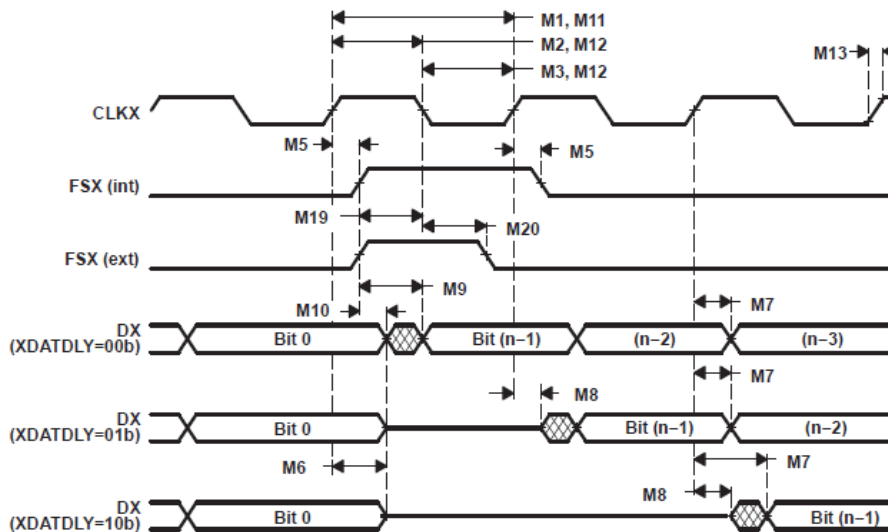 M1, M11
M2, M12
M3, M12
M13
CLKX
M5
M5
FSX (int)
M19
M20
FSX (ext)
M9
M10
M7
DX
(XDATDLY=00b)
Bit 0
Bit (n−1)
(n−2)
(n−3)
M7
M8
DX
(XDATDLY=01b)
Bit 0
Bit (n−1)
(n−2)
M6
M7
M8
DX
(XDATDLY=10b)
Bit 0
Bit (n−1)